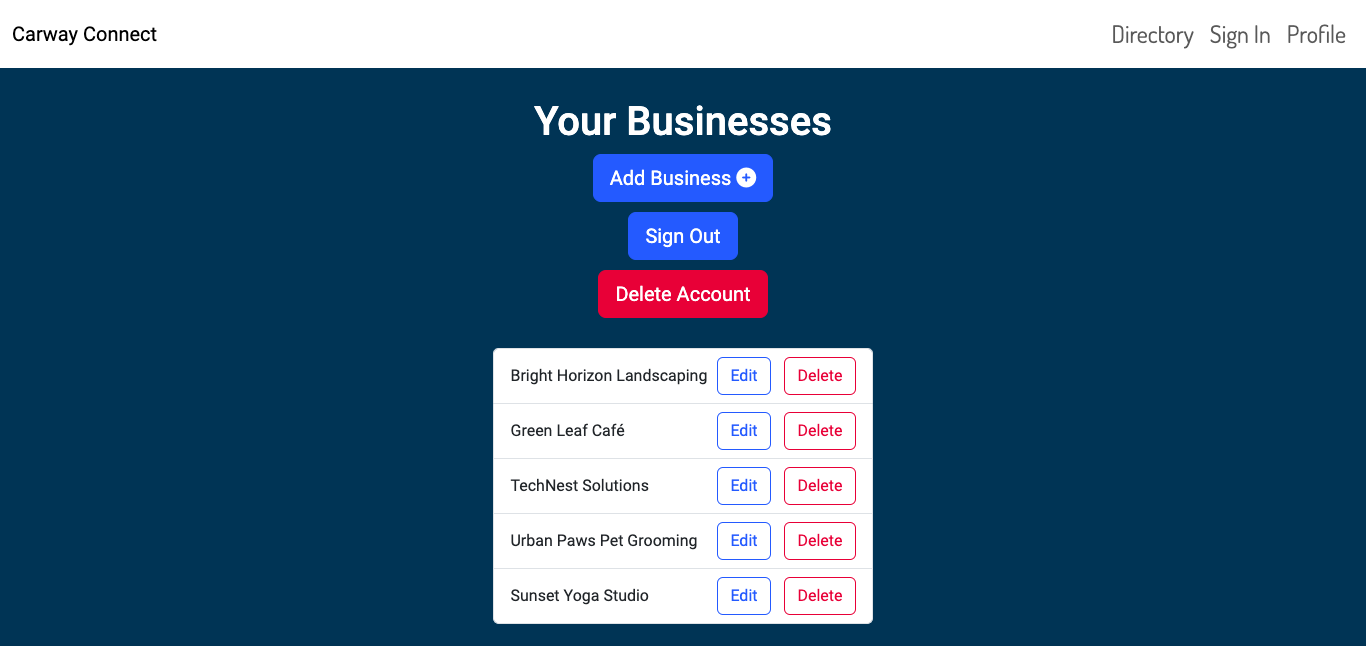 Carway Connect Directory Sign In Profile
Your Businesses
Add Business
Sign Out
Delete Account
Bright Horizon Landscaping Edit Delete
Green Leaf Café Edit Delete
TechNest Solutions Edit Delete
Urban Paws Pet Grooming Edit Delete
Sunset Yoga Studio Edit Delete